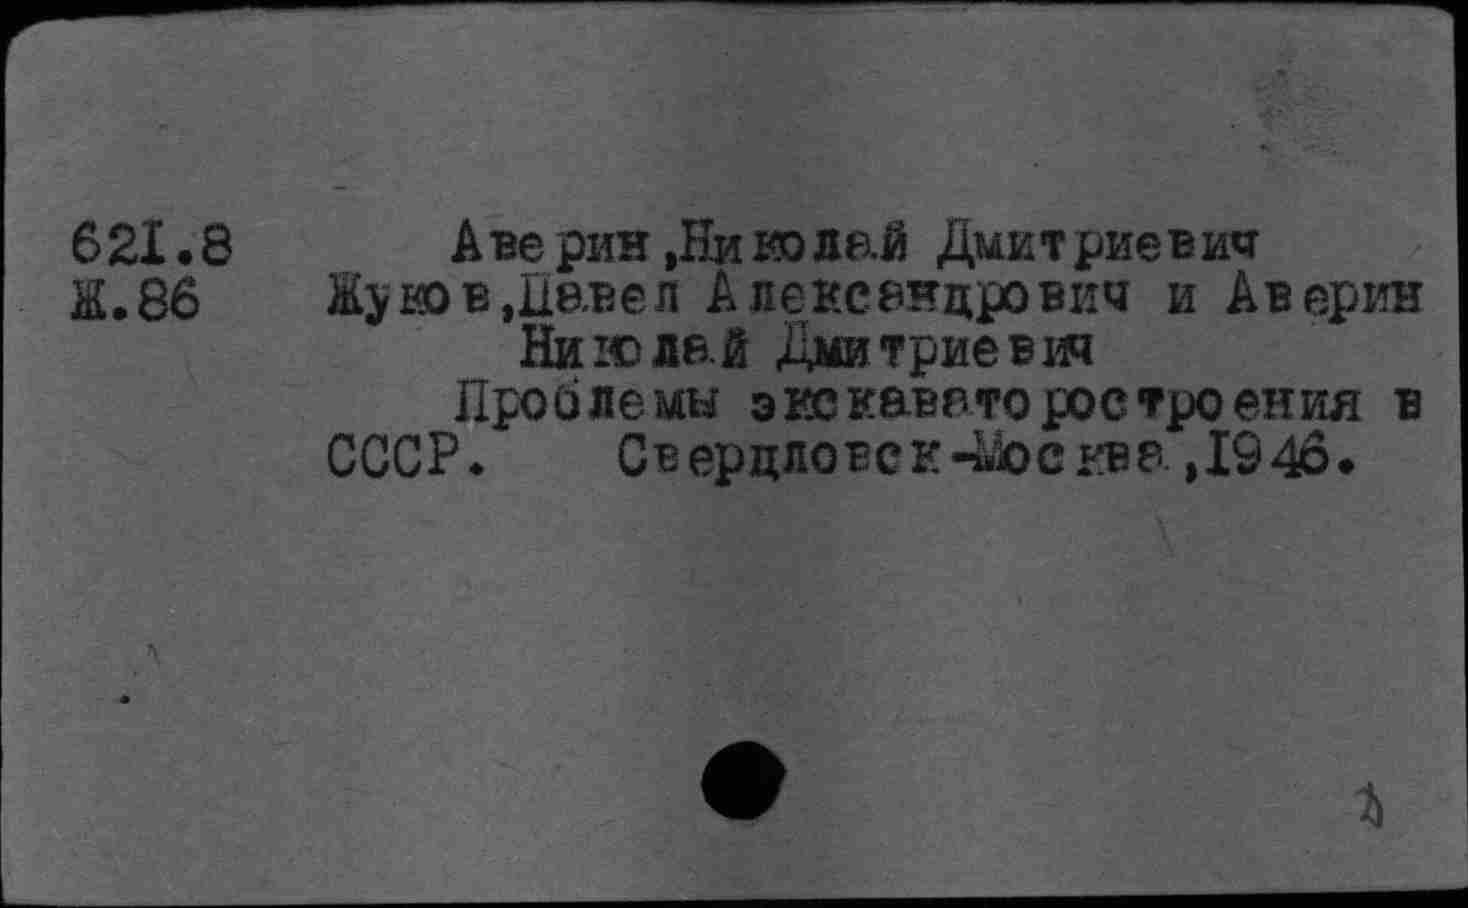 621.8 Аверин,Николай Дмитриевич
Ж.86 Жуков,Павел Александрович и Аверин
Николай Дмитриевич
Проблемы экскаваторостроения в
СССР. Свердловск-Москва,1946.